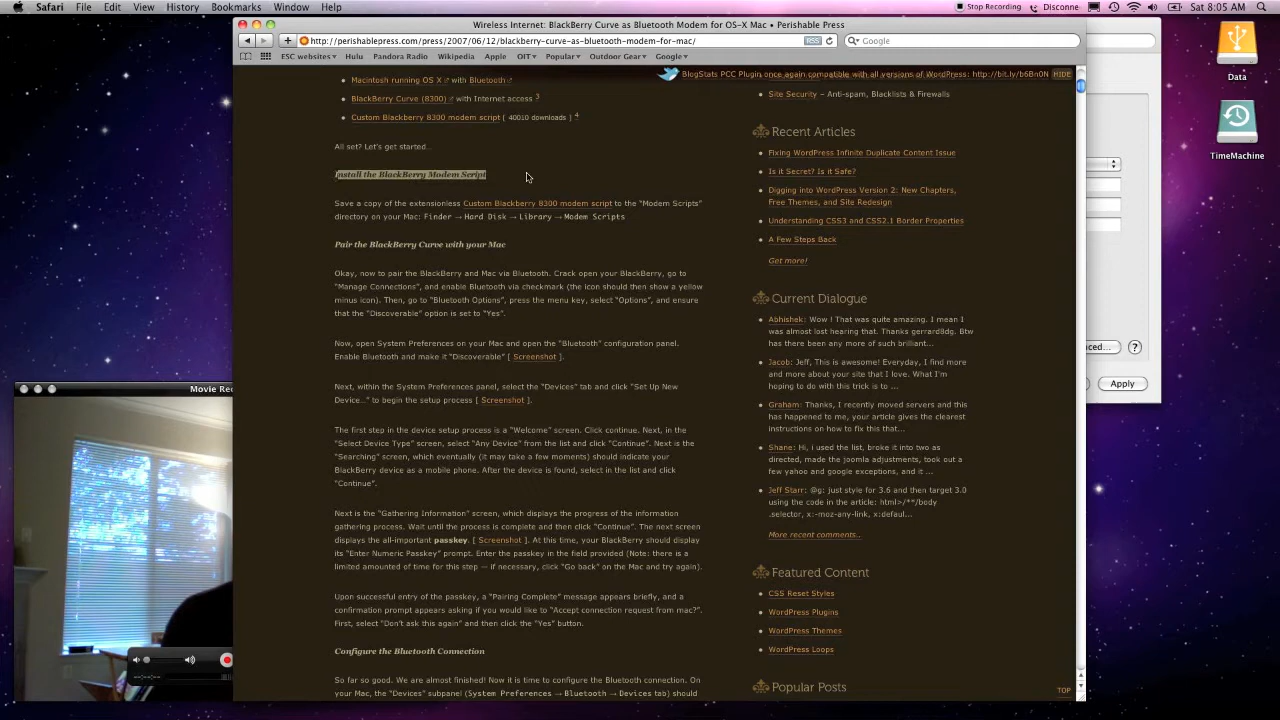 Safari File Edit View History Bookmarks Window Help Stop Recording Disconne Sat 8:05 AM
Wireless Internet: BlackBerry Curve as Bluetooth Modem for OS-X Mac • Perishable Press
http://perishablepress.com/press/2007/06/12/blackberry-curve-as-bluetooth-modem-for-mac/ RSS Google
ESC websites Hulu Pandora Radio Wikipedia Apple OIT Popular Outdoor Gear Google
BlogStats PCC Plugin once again compatible with all versions of WordPress: http://bit.ly/b6Bn0N HIDE
Macintosh running OS X with Bluetooth
BlackBerry Curve (8300) with Internet access 3
Custom Blackberry 8300 modem script [ 40010 downloads ] 4
All set? Let's get started...
Install the BlackBerry Modem Script
Save a copy of the extensionless Custom Blackberry 8300 modem script to the “Modem Scripts”
directory on your Mac: Finder → Hard Disk → Library → Modem Scripts
Pair the BlackBerry Curve with your Mac
Okay, now to pair the BlackBerry and Mac via Bluetooth. Crack open your BlackBerry, go to
“Manage Connections”, and enable Bluetooth via checkmark (the icon should then show a yellow
minus icon). Then, go to “Bluetooth Options”, press the menu key, select “Options”, and ensure
that the “Discoverable” option is set to “Yes”.
Now, open System Preferences on your Mac and open the “Bluetooth” configuration panel.
Enable Bluetooth and make it “Discoverable” [ Screenshot ].
Next, within the System Preferences panel, select the “Devices” tab and click “Set Up New
Device...” to begin the setup process [ Screenshot ].
The first step in the device setup process is a “Welcome” screen. Click continue. Next, in the
“Select Device Type” screen, select “Any Device” from the list and click “Continue”. Next is the
“Searching” screen, which eventually (it may take a few moments) should indicate your
BlackBerry device as a mobile phone. After the device is found, select in the list and click
“Continue”.
Next is the “Gathering Information” screen, which displays the progress of the information
gathering process. Wait until the process is complete and then click “Continue”. The next screen
displays the all-important passkey. [ Screenshot ]. At this time, your BlackBerry should display
its “Enter Numeric Passkey” prompt. Enter the passkey in the field provided (Note: there is a
limited amount of time for this step — if necessary, click “Go back” on the Mac and try again).
Upon successful entry of the passkey, a “Pairing Complete” message appears briefly, and a
confirmation prompt appears asking if you would like to “Accept connection request from mac?”.
First, select “Don't ask this again” and then click the “Yes” button.
Configure the Bluetooth Connection
So far so good. We are almost finished! Now it is time to configure the Bluetooth connection. On
your Mac, the “Devices” subpanel (System Preferences → Bluetooth → Devices tab) should
Site Security – Anti-spam, Blacklists & Firewalls
Recent Articles
Fixing WordPress Infinite Duplicate Content Issue
Is it Secret? Is it Safe?
Digging into WordPress Version 2: New Chapters,
Free Themes, and Site Redesign
Understanding CSS3 and CSS2.1 Border Properties
A Few Steps Back
Get more!
Current Dialogue
Abhishek: Wow ! That was quite amazing. I mean I
was almost lost hearing that. Thanks gerrard8dg. Btw
has there been any more of such brilliant...
Jacob: Jeff, This is awesome! Everyday, I find more
and more about your site that I love. What I'm
hoping to do with this trick is to ...
Graham: Thanks, I recently moved servers and this
has happened to me, your article gives the clearest
instructions on how to fix this that...
Shane: Hi, i used the list, broke it into two as
directed, made the joomla adjustments, took out a
few yahoo and google exceptions, and it ...
Jeff Starr: @g: just style for 3.6 and then target 3.0
using the code in the article: html>/**/body
.selector, x:-moz-any-link, x:defaul...
More recent comments..
Featured Content
CSS Reset Styles
WordPress Plugins
WordPress Themes
WordPress Loops
Popular Posts
TOP
Data
TimeMachine
nced... ?
Apply
Movie Rec
--:--:--